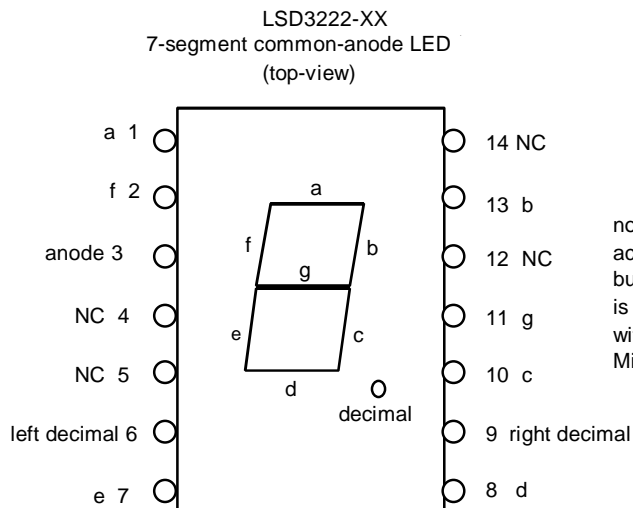 LSD3222-XX
7-segment common-anode LED
(top-view)
a 1
14 NC
f 2
13 b
anode 3
12 NC
NC 4
11 g
NC 5
10 c
left decimal 6
9 right decimal
e 7
8 d
a
f
b
g
e
c
d
decimal
is